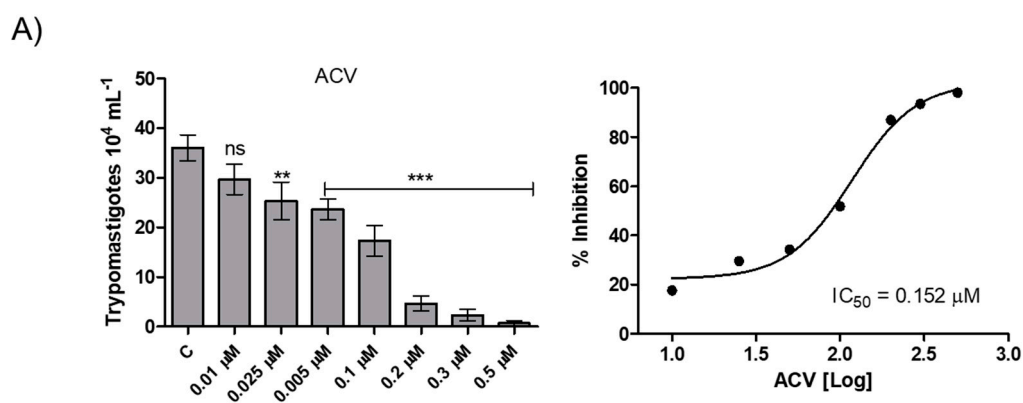 A)
ACV
Trypomastigotes 10⁴ mL⁻¹
50
40
30
20
10
0
ns
**
***
C
0.01 µM
0.025 µM
0.005 µM
0.1 µM
0.2 µM
0.3 µM
0.5 µM
% Inhibition
100
80
60
40
20
0
IC₅₀ = 0.152 µM
1.0
1.5
2.0
2.5
3.0
ACV [Log]